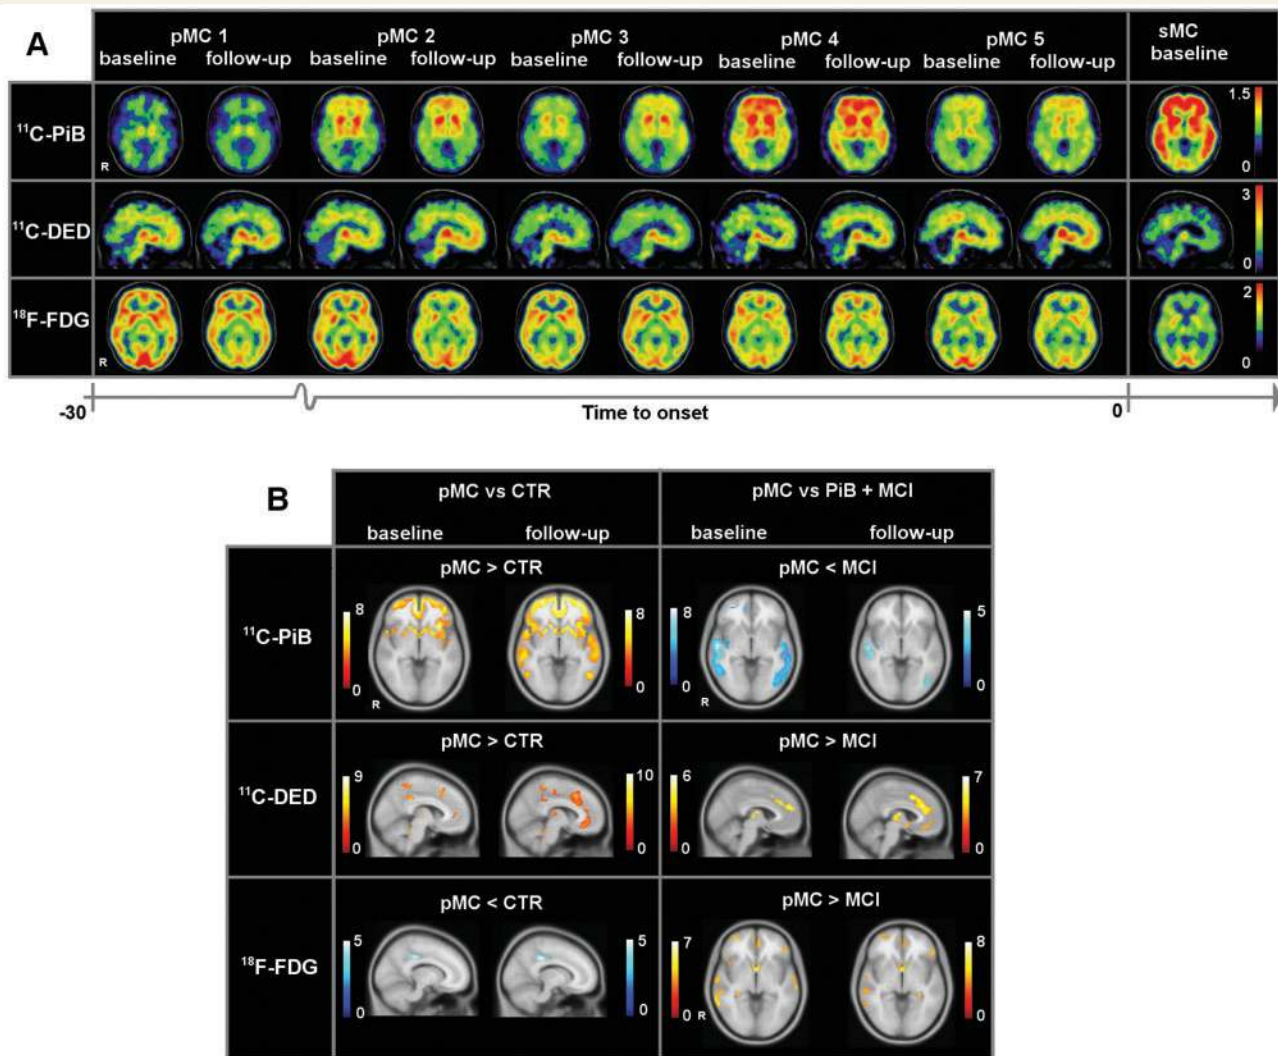 A
pMC 1 pMC 2 pMC 3 pMC 4 pMC 5 sMC
baseline follow-up baseline follow-up baseline follow-up baseline follow-up baseline follow-up baseline
¹¹C-PiB
R
1.5
0
¹¹C-DED
3
0
¹⁸F-FDG
R
2
0
-30 Time to onset 0
B
pMC vs CTR pMC vs PiB + MCI
baseline follow-up baseline follow-up
¹¹C-PiB
pMC > CTR pMC < MCI
8 8 8 5
0 0 0 0
R R
¹¹C-DED
pMC > CTR pMC > MCI
9 10 6 7
0 0 0 0
¹⁸F-FDG
pMC < CTR pMC > MCI
5 5 7 8
0 0 0 R 0